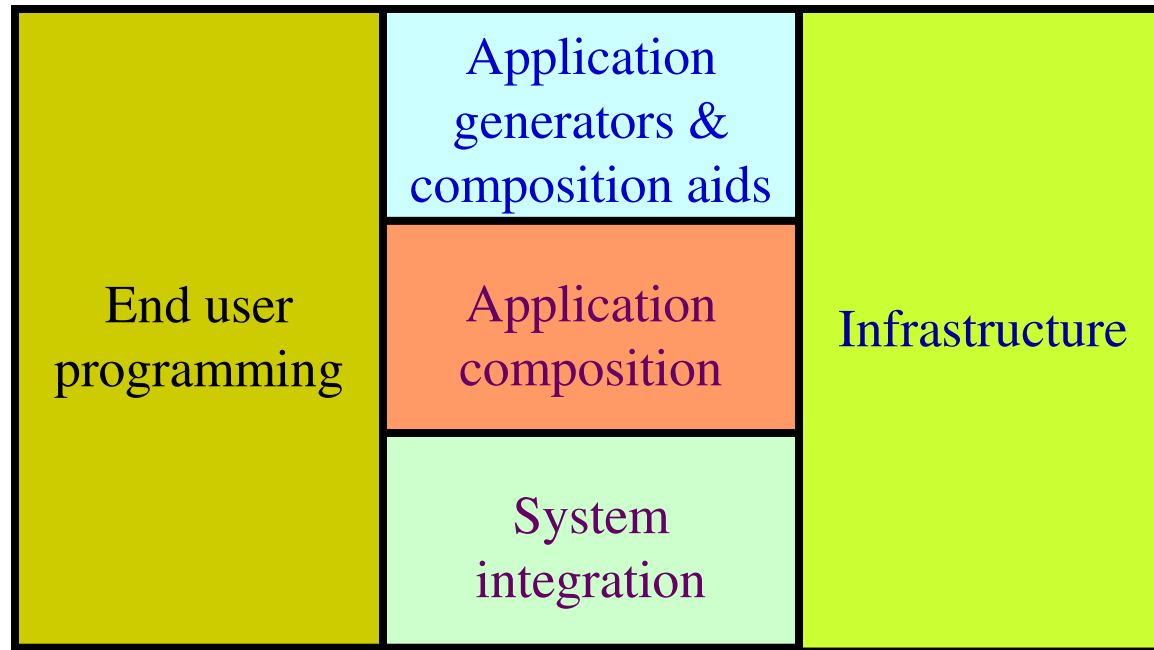 End user
programming
Application
generators &
composition aids
Application
composition
System
integration
Infrastructure